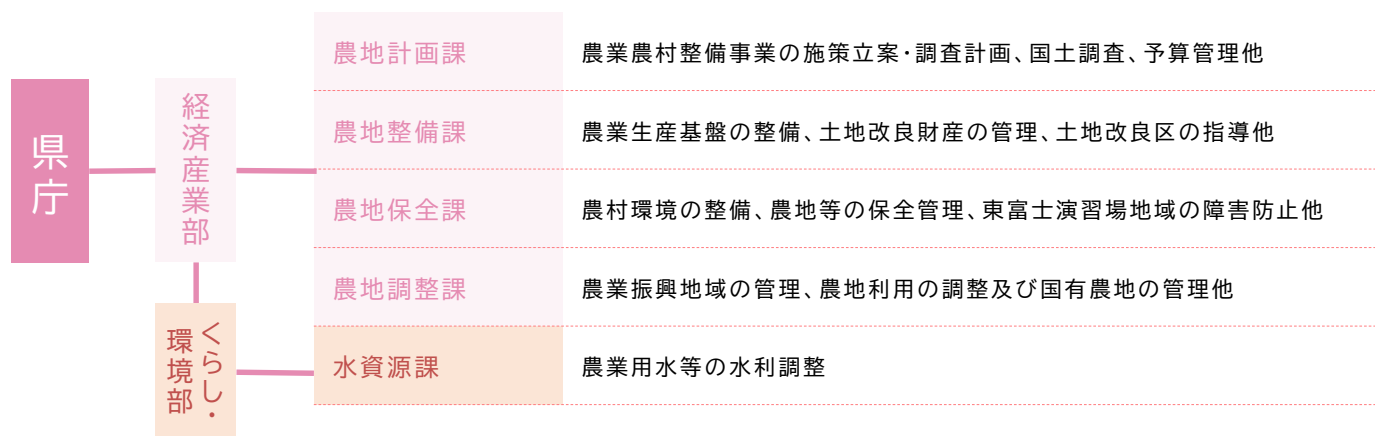 県庁
経済産業部
農地計画課
農業農村整備事業の施策立案・調査計画、国土調査、予算管理他
農地整備課
農業生産基盤の整備、土地改良財産の管理、土地改良区の指導他
農地保全課
農村環境の整備、農地等の保全管理、東富士演習場地域の障害防止他
農地調整課
農業振興地域の管理、農地利用の調整及び国有農地の管理他
くらし・
環境部
水資源課
農業用水等の水利調整